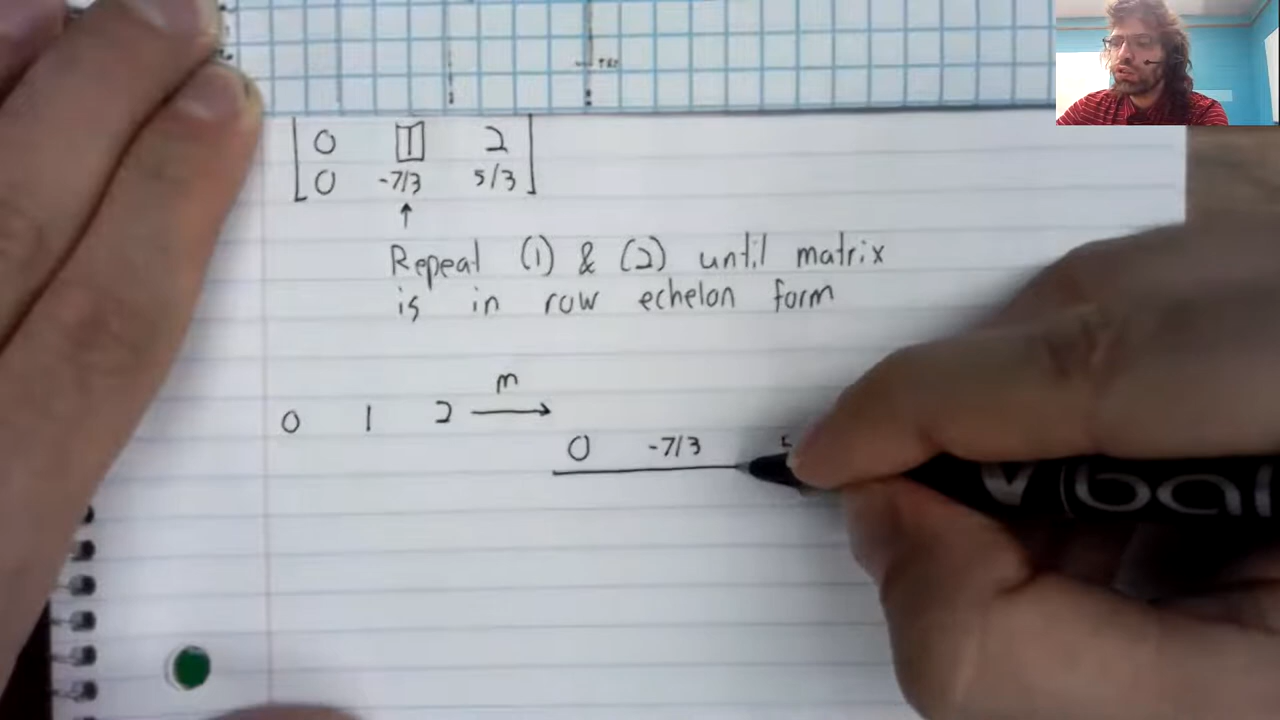 0 1 2
0 -7/3 5/3
↑
Repeat (1) & (2) until matrix
is in row echelon form
m
0 1 2 →
0 -7/3